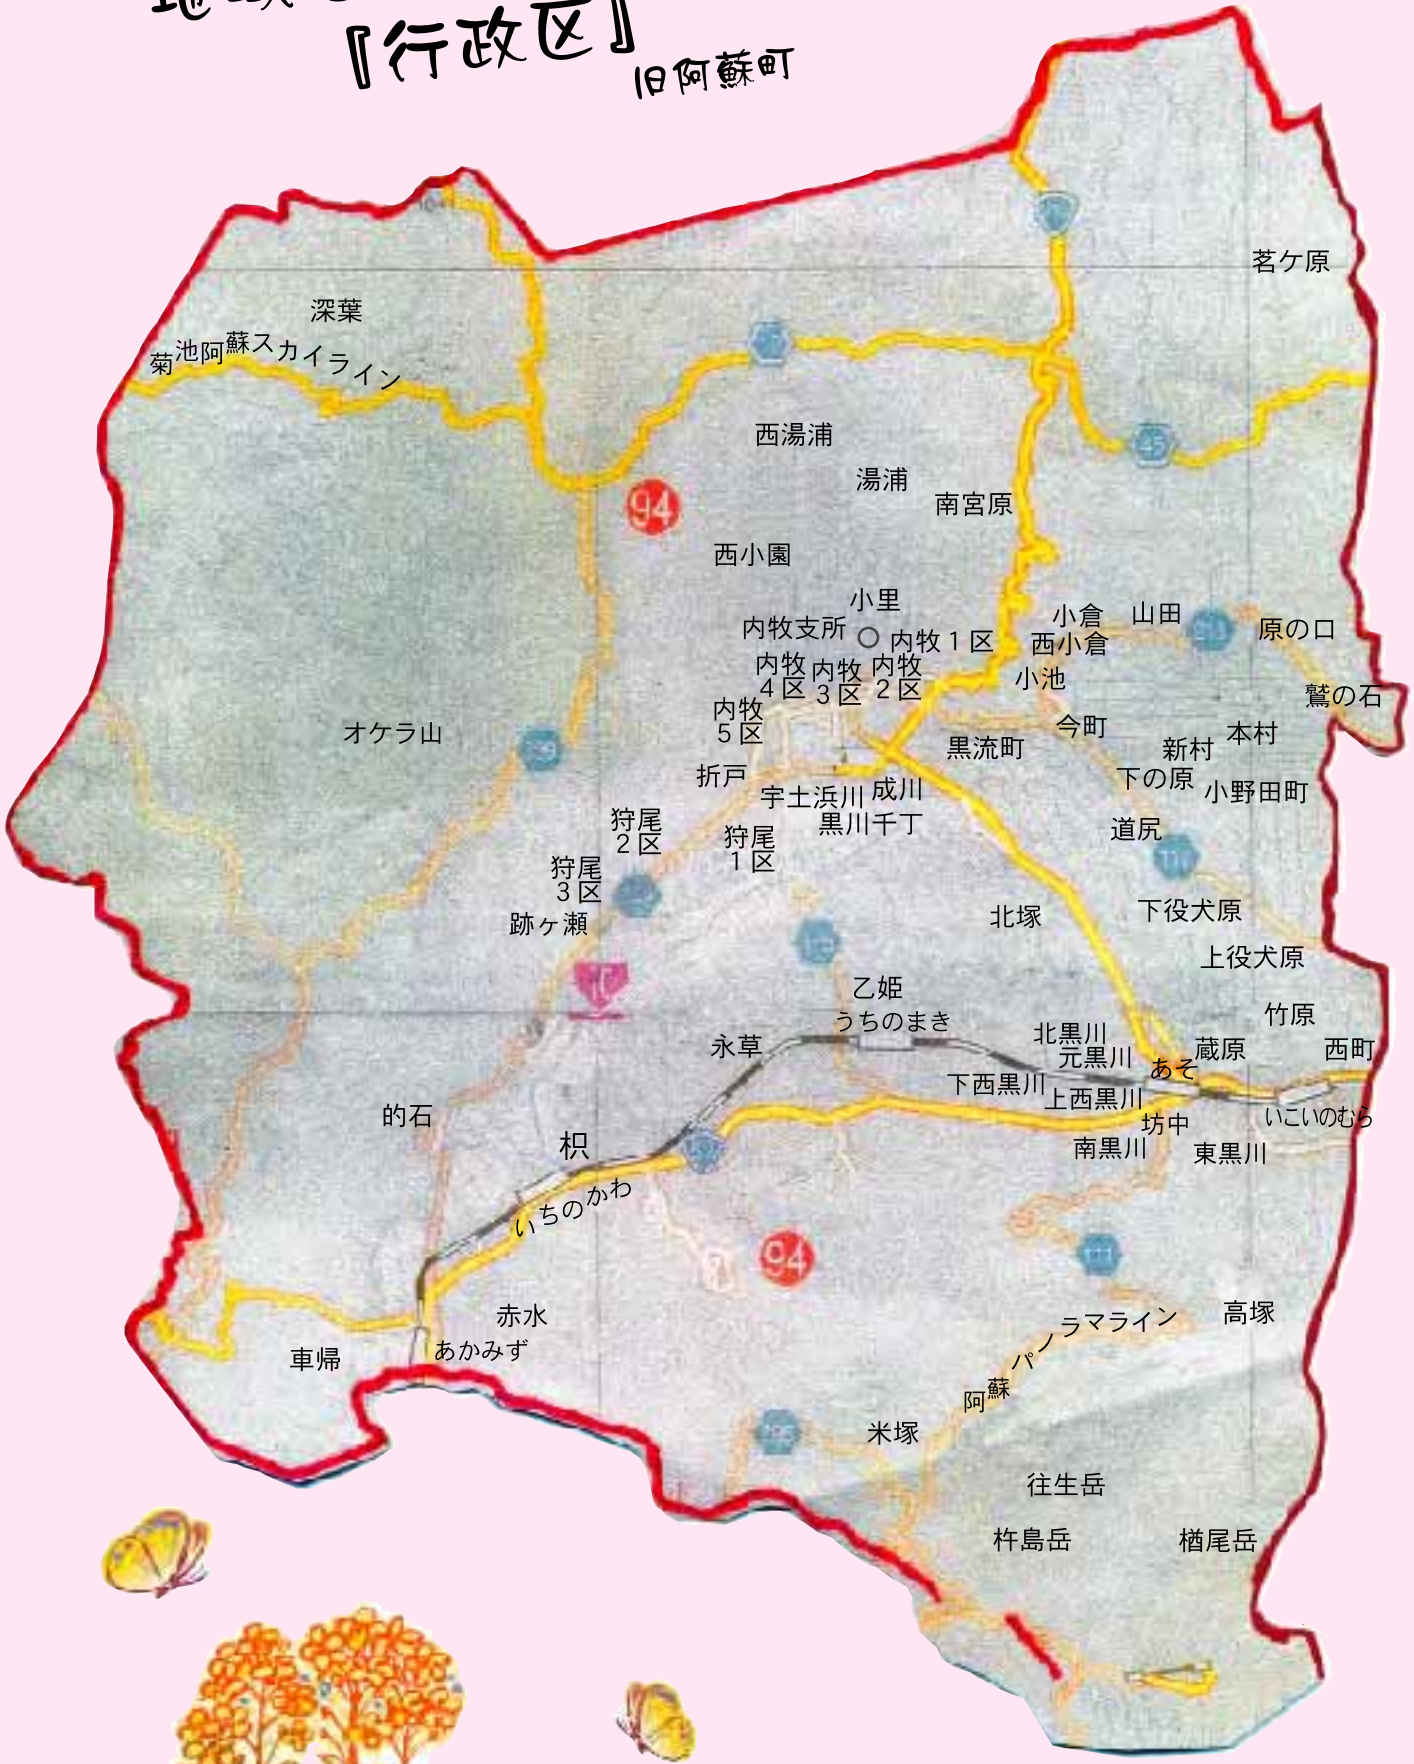 『行政区』
旧阿蘇町
茗ケ原
深葉
菊池阿蘇スカイライン
西湯浦
45
湯浦
南宮原
94
西小園
小里
小倉
山田
内牧支所
内牧1区
西小倉
原の口
内牧
4区
内牧
3区
内牧
2区
小池
鷲の石
内牧
5区
オケラ山
今町
本村
黒流町
新村
折戸
下の原
小野田町
宇土浜川
成川
黒川千丁
狩尾
2区
狩尾
1区
道尻
狩尾
3区
跡ヶ瀬
北塚
下役犬原
上役犬原
乙姫
うちのまき
竹原
永草
北黒川
元黒川
蔵原
西町
あそ
下西黒川
上西黒川
いこいのむら
的石
坊中
枳
南黒川
東黒川
いちのかわ
94
111
赤水
高塚
あかみず
車帰
阿蘇パノラマライン
米塚
往生岳
杵島岳
楢尾岳